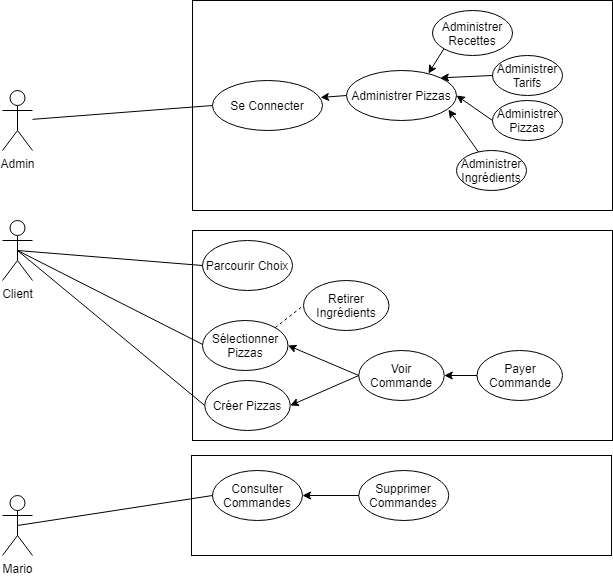 Administrer
Recettes
Administrer
Tarifs
Se Connecter
Administrer Pizzas
Administrer
Pizzas
Administrer
Ingrédients
Admin
Parcourir Choix
Client
Retirer
Ingrédients
Sélectionner
Pizzas
Voir
Commande
Payer
Commande
Créer Pizzas
Consulter
Commandes
Supprimer
Commandes
Mario